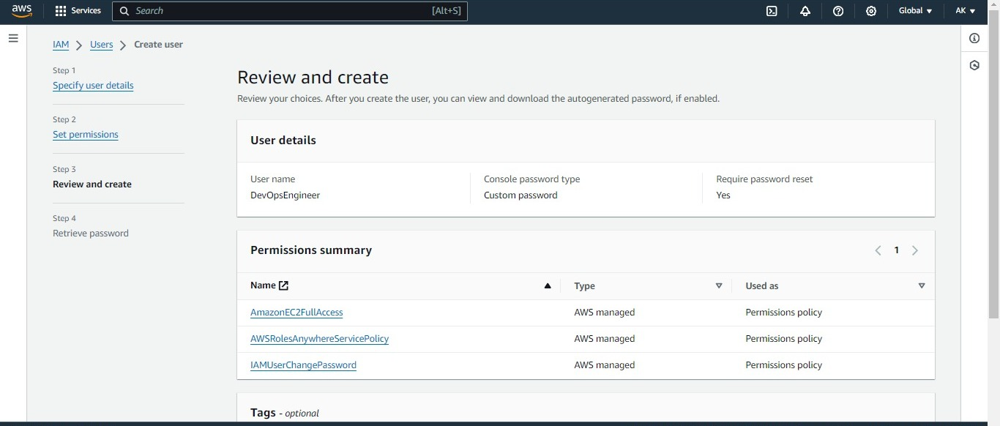 aws
Services
Search [Alt+S]
Global
AK
IAM > Users > Create user
Step 1
Specify user details
Step 2
Set permissions
Step 3
Review and create
Step 4
Retrieve password
Review and create
Review your choices. After you create the user, you can view and download the autogenerated password, if enabled.
User details
User name
DevOpsEngineer
Console password type
Custom password
Require password reset
Yes
Permissions summary
1
Name Type Used as
AmazonEC2FullAccess AWS managed Permissions policy
AWSRolesAnywhereServicePolicy AWS managed Permissions policy
IAMUserChangePassword AWS managed Permissions policy
Tags - optional